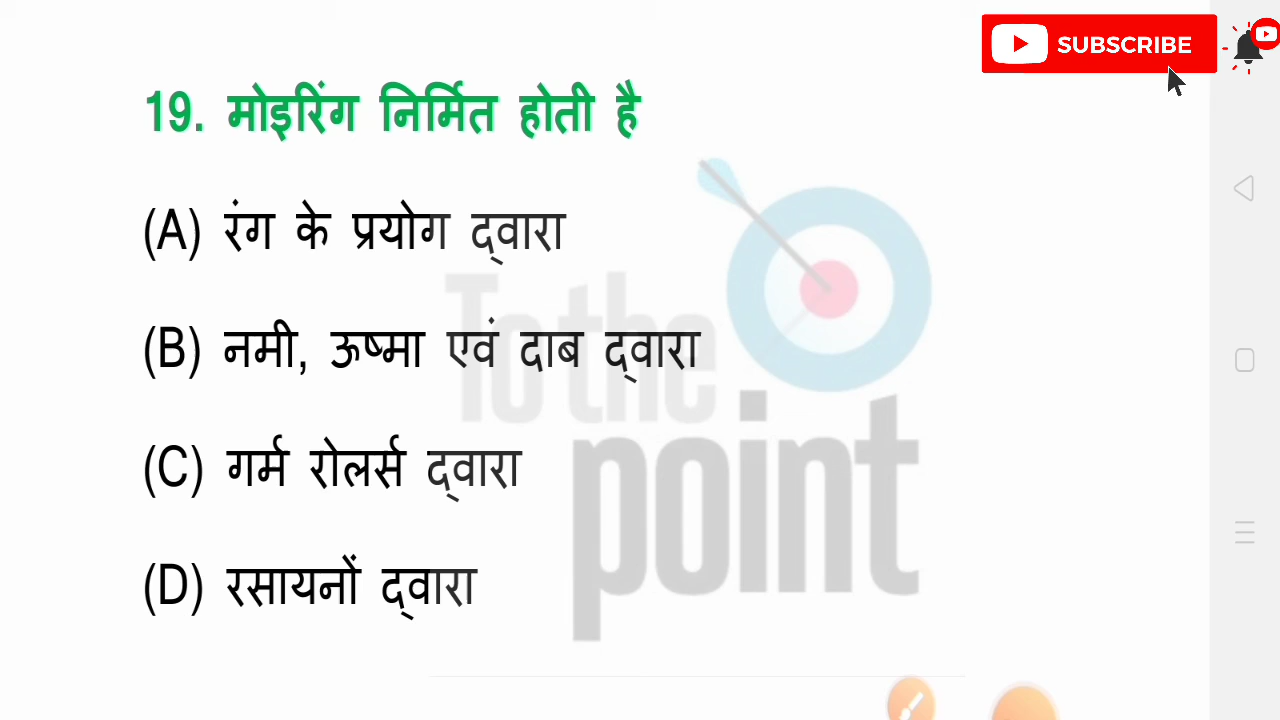 SUBSCRIBE
19. मोइरिंग निर्मित होती है
(A) रंग के प्रयोग द्वारा
(B) नमी, ऊष्मा एवं दाब द्वारा
(C) गर्म रोलर्स द्वारा
(D) रसायनों द्वारा
To the
point